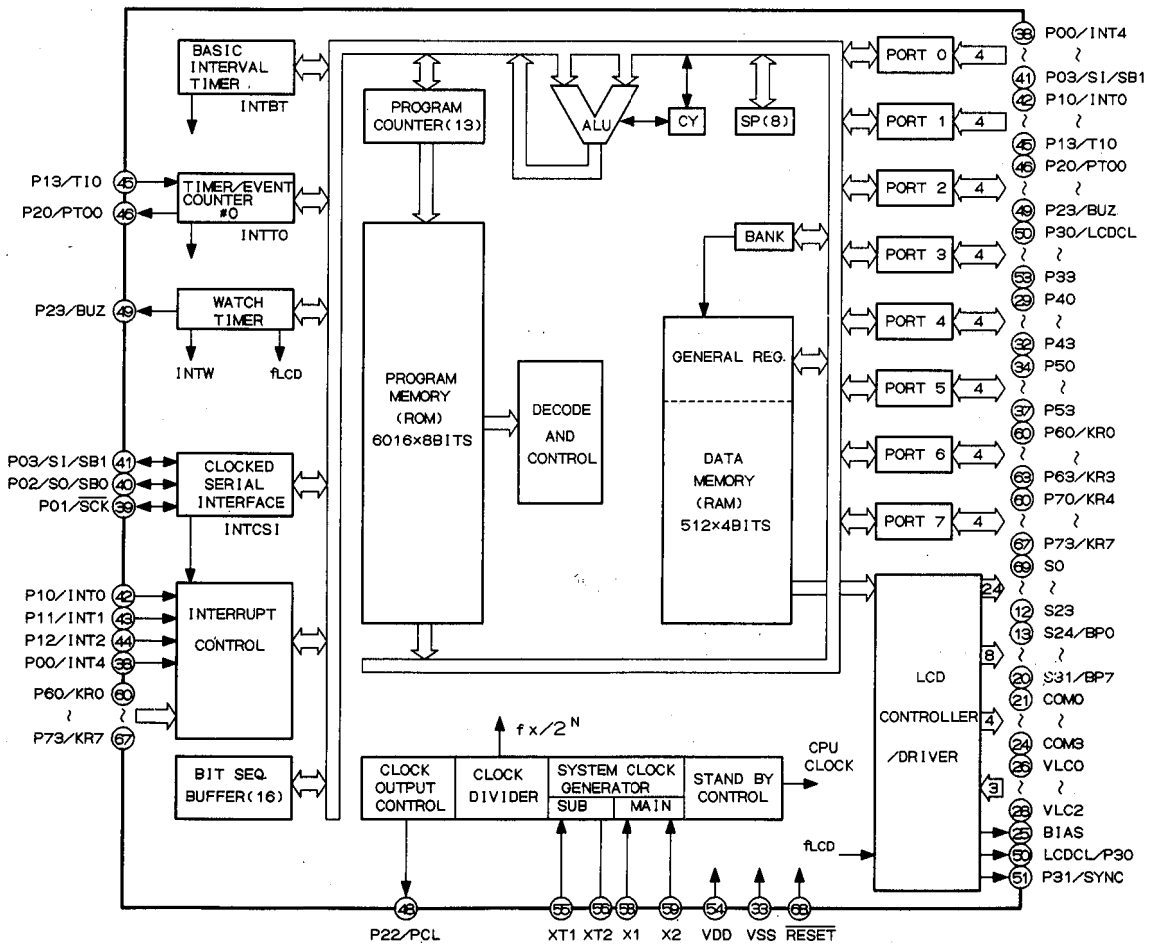 BASIC
INTERVAL
TIMER
INTBT
P13/TI0
45
TIMER/EVENT
COUNTER
#0
P20/PTO0
46
INTT0
P23/BUZ
49
WATCH
TIMER
INTW
fLCD
P03/SI/SB1
41
P02/SO/SB0
40
P01/SCK
39
CLOCKED
SERIAL
INTERFACE
INTCSI
P10/INT0
42
P11/INT1
43
P12/INT2
44
P00/INT4
38
P60/KR0
60
~
~
P73/KR7
67
INTERRUPT
CONTROL
BIT SEQ.
BUFFER(16)
PROGRAM
COUNTER(13)
ALU
CY
SP(8)
BANK
PROGRAM
MEMORY
(ROM)
6016×8BITS
DECODE
AND
CONTROL
GENERAL REG.
DATA
MEMORY
(RAM)
512×4BITS
fx/2N
CLOCK
OUTPUT
CONTROL
CLOCK
DIVIDER
SYSTEM CLOCK
GENERATOR
SUB
MAIN
STAND BY
CONTROL
CPU
CLOCK
48
P22/PCL
55
XT1
56
XT2
58
X1
59
X2
54
VDD
33
VSS
68
RESET
PORT 0
4
38
P00/INT4
~
~
41
P03/SI/SB1
PORT 1
4
42
P10/INT0
~
~
45
P13/T10
PORT 2
4
46
P20/PTO0
~
~
49
P23/BUZ
PORT 3
4
50
P30/LCDCL
~
~
53
P33
PORT 4
4
29
P40
~
~
32
P43
PORT 5
4
34
P50
~
~
37
P53
PORT 6
4
60
P60/KR0
~
~
63
P63/KR3
PORT 7
4
60
P70/KR4
~
~
67
P73/KR7
LCD
CONTROLLER
/DRIVER
69
S0
24
~
~
12
S23
13
S24/BP0
8
~
~
20
S31/BP7
21
COM0
4
~
~
24
COM3
26
VLC0
3
~
~
28
VLC2
25
BIAS
fLCD
50
LCDCL/P30
51
P31/SYNC